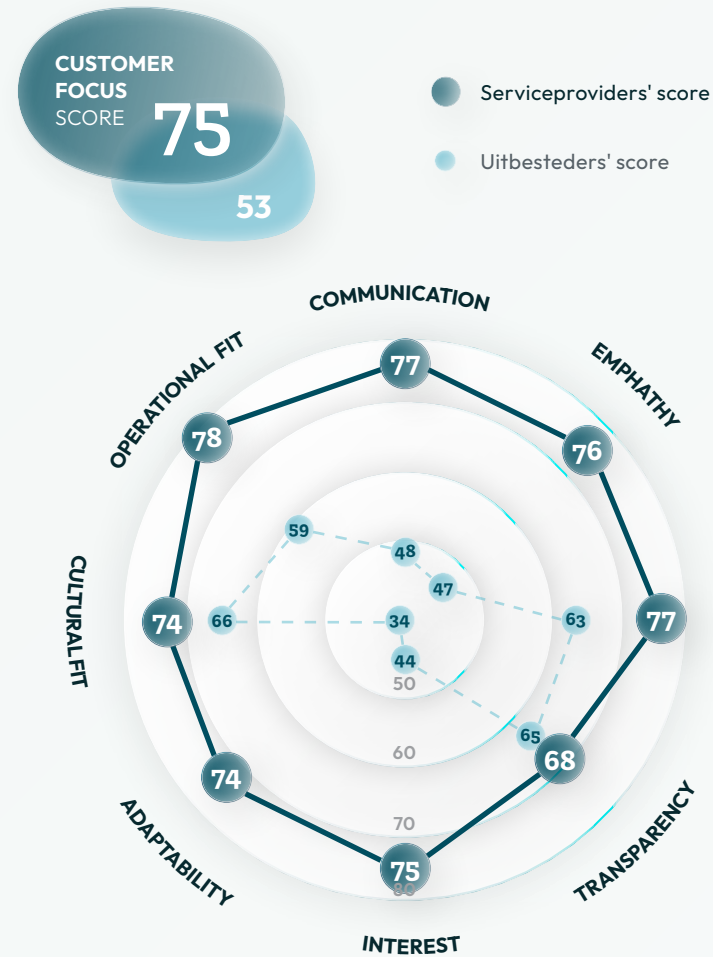 CUSTOMER
FOCUS
SCORE
75
53
Serviceproviders' score
Uitbesteders' score
COMMUNICATION
OPERATIONAL FIT
EMPHATHY
77
78
76
59
48
47
CULTURAL FIT
74
66
34
63
77
44
50
65
68
60
74
70
75
80
ADAPTABILITY
TRANSPARENCY
INTEREST